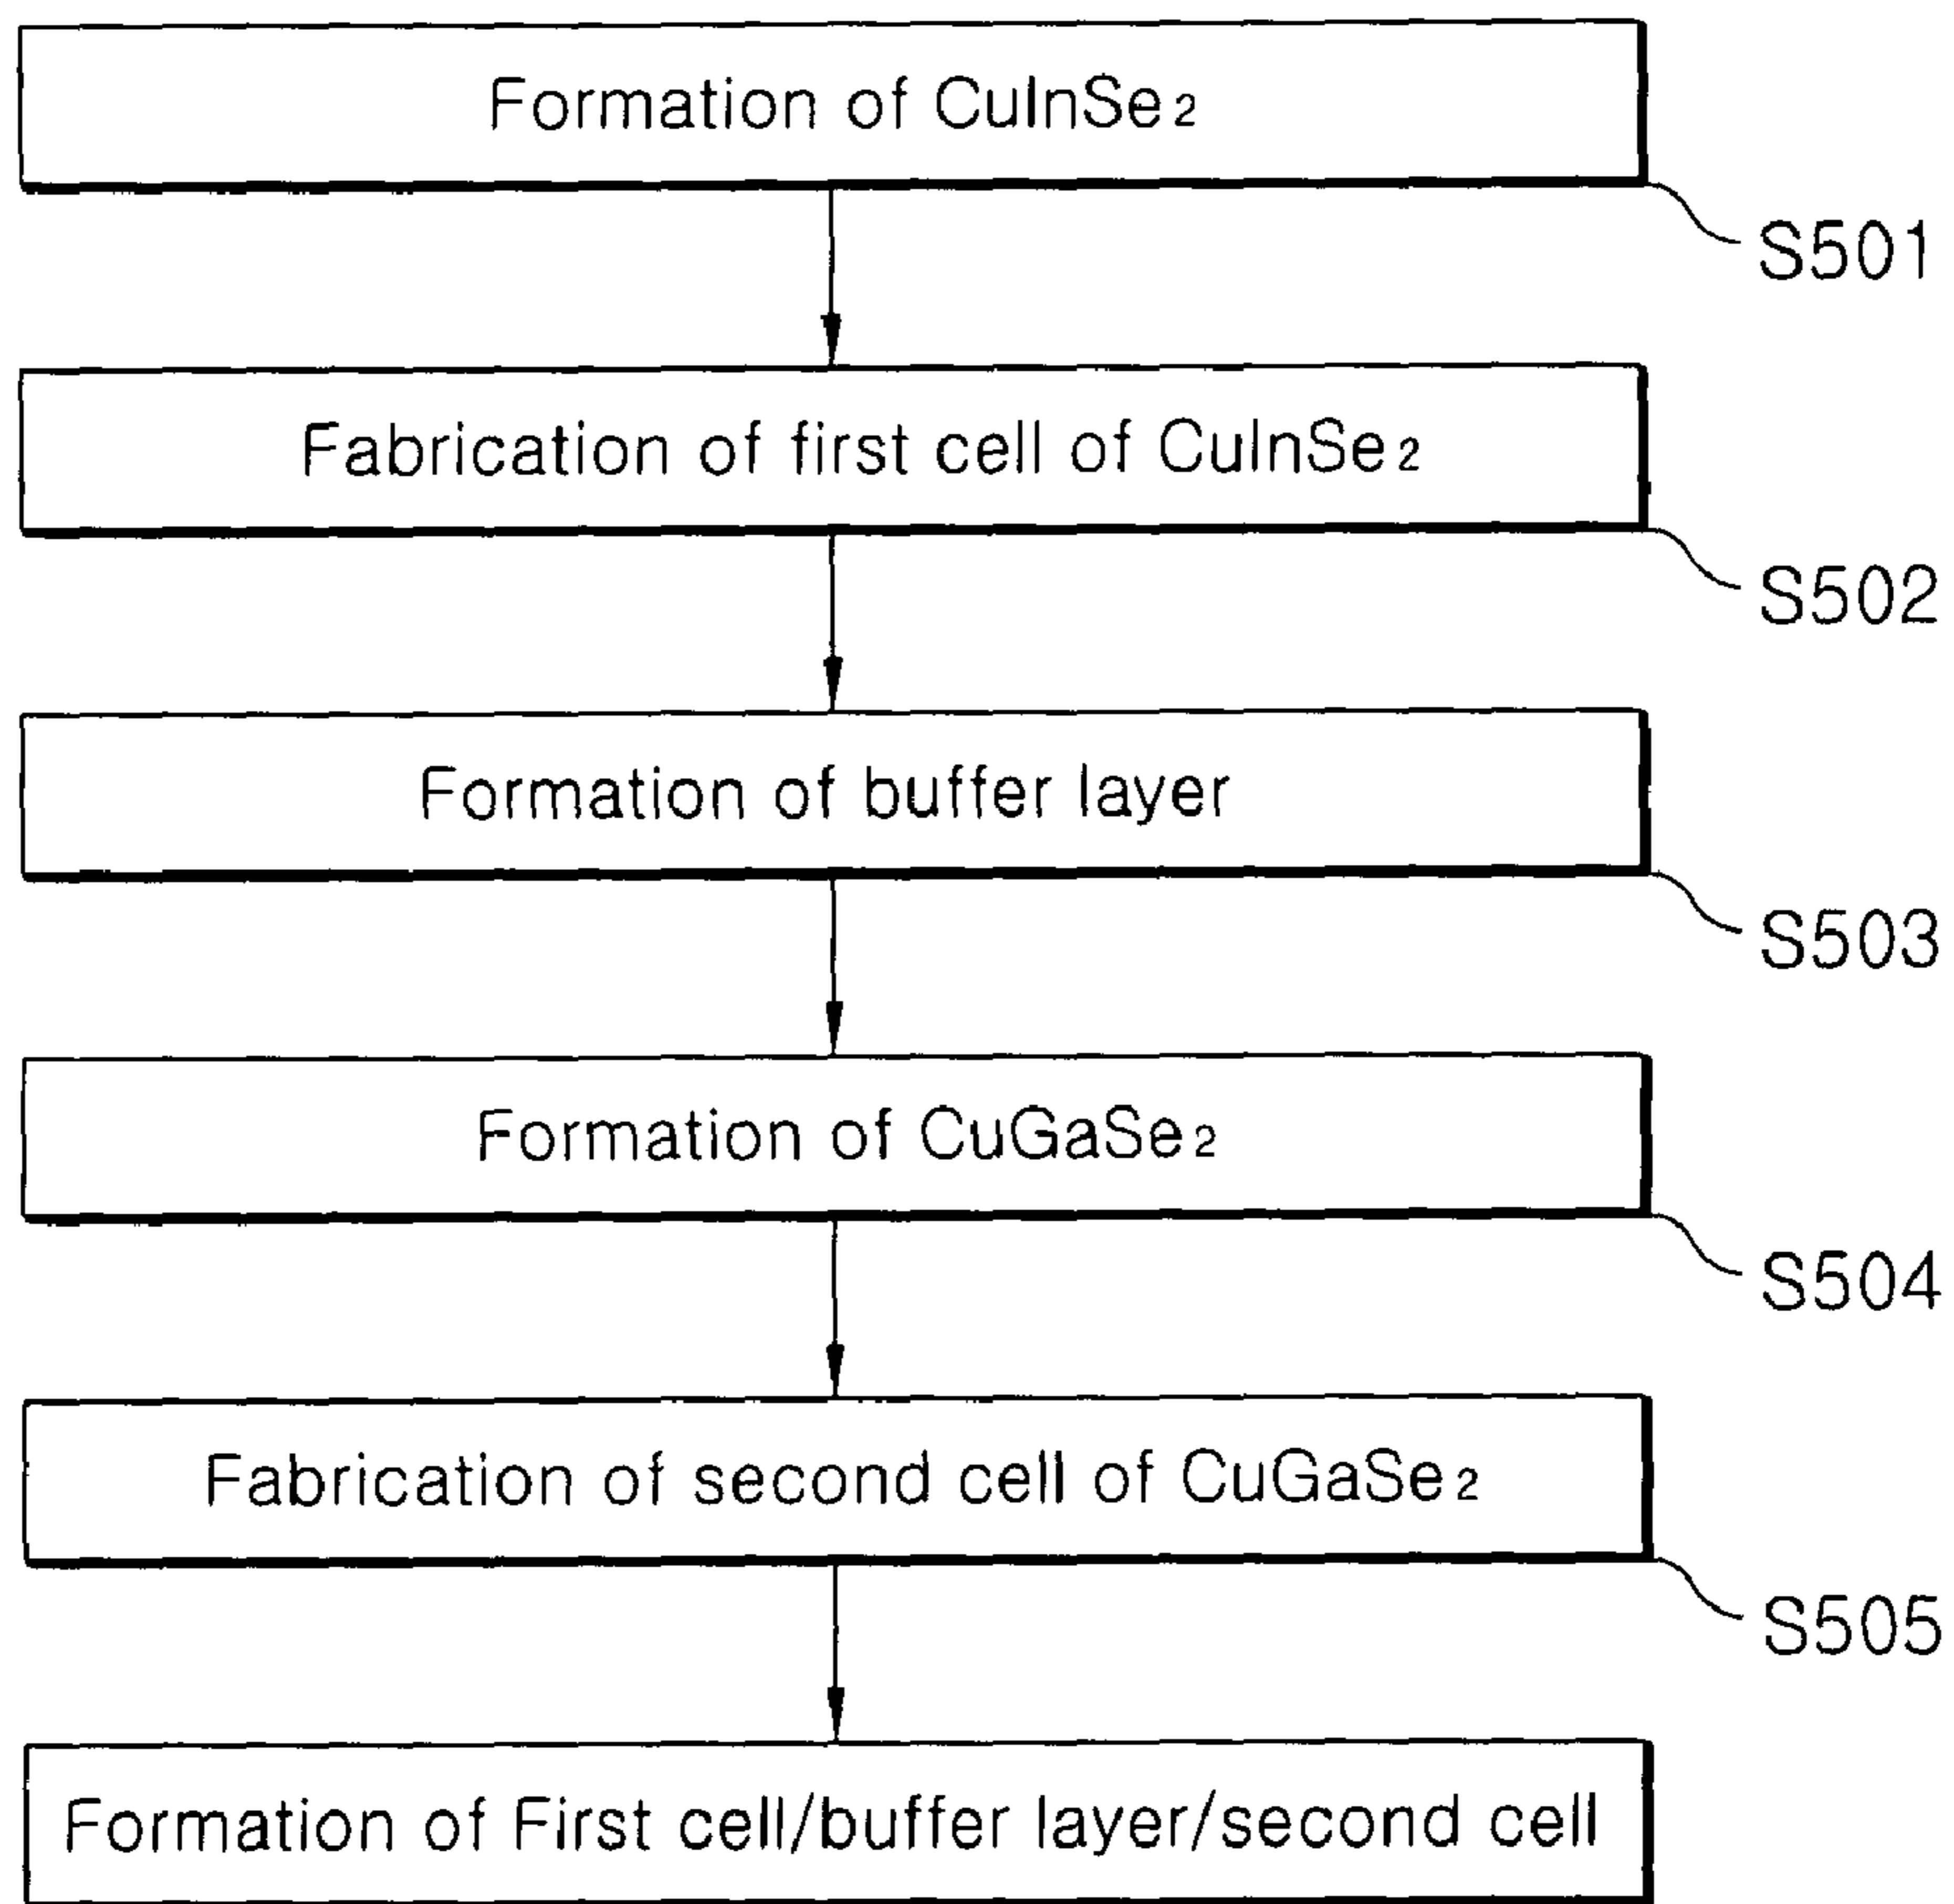 Formation of CuInSe₂
S501
Fabrication of first cell of CuInSe₂
S502
Formation of buffer layer
S503
Formation of CuGaSe₂
S504
Fabrication of second cell of CuGaSe₂
S505
Formation of First cell/buffer layer/second cell